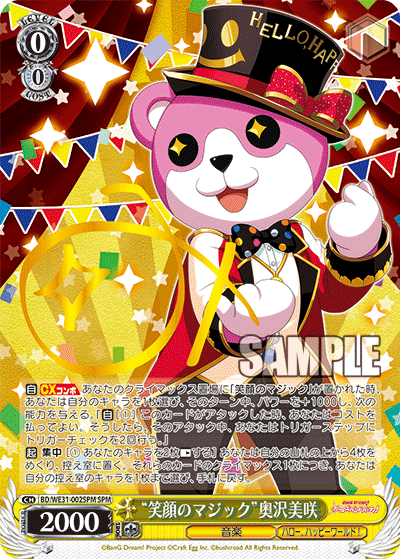 LEVEL
0
0
COST
HELLO, HAP
SAMPLE
自 CXコンボ あなたのクライマックス置場に「笑顔のマジック」が置かれた時、
あなたは自分のキャラを1枚選び、そのターン中、パワーを+1000し、次の
能力を与える。『自［①］このカードがアタックした時、あなたはコストを
払ってよい。そうしたら、そのアタック中、あなたはトリガーステップに
トリガーチェックを2回行う。』
起 集中［① あなたのキャラを2枚レストする］あなたは自分の山札の上から4枚を
めくり、控え室に置く。それらのクライマックス1枚につき、あなたは
自分の控え室のキャラを1枚まで選び、手札に戻す。
CH BD/WE31-002SPM SPM
2000
“笑顔のマジック”奥沢美咲
音楽
ハロー、ハッピーワールド！
BanG Dream!
©BanG Dream! Project ©Craft Egg Inc. ©bushiroad All Rights Reserved.